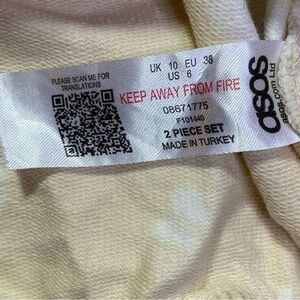 PLEASE SCAN ME FOR
TRANSLATIONS
UK 10 EU 38
US 6
KEEP AWAY FROM FIRE
08671775
F101440
2 PIECE SET
MADE IN TURKEY
asos
asos.com Ltd